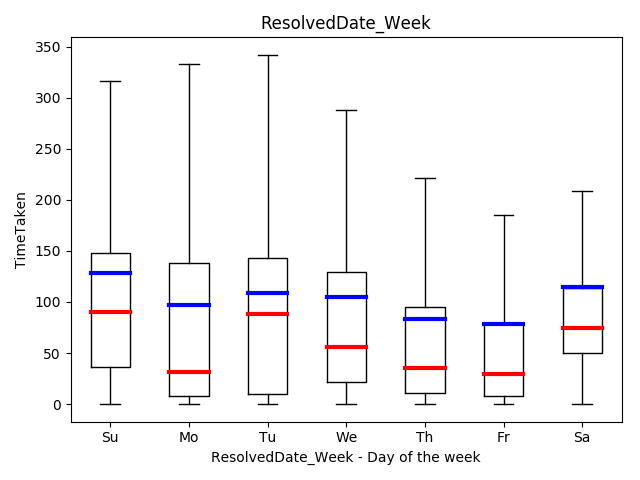 ResolvedDate_Week
350
300
250
200
150
100
50
0
TimeTaken
Su Mo Tu We Th Fr Sa
ResolvedDate_Week - Day of the week